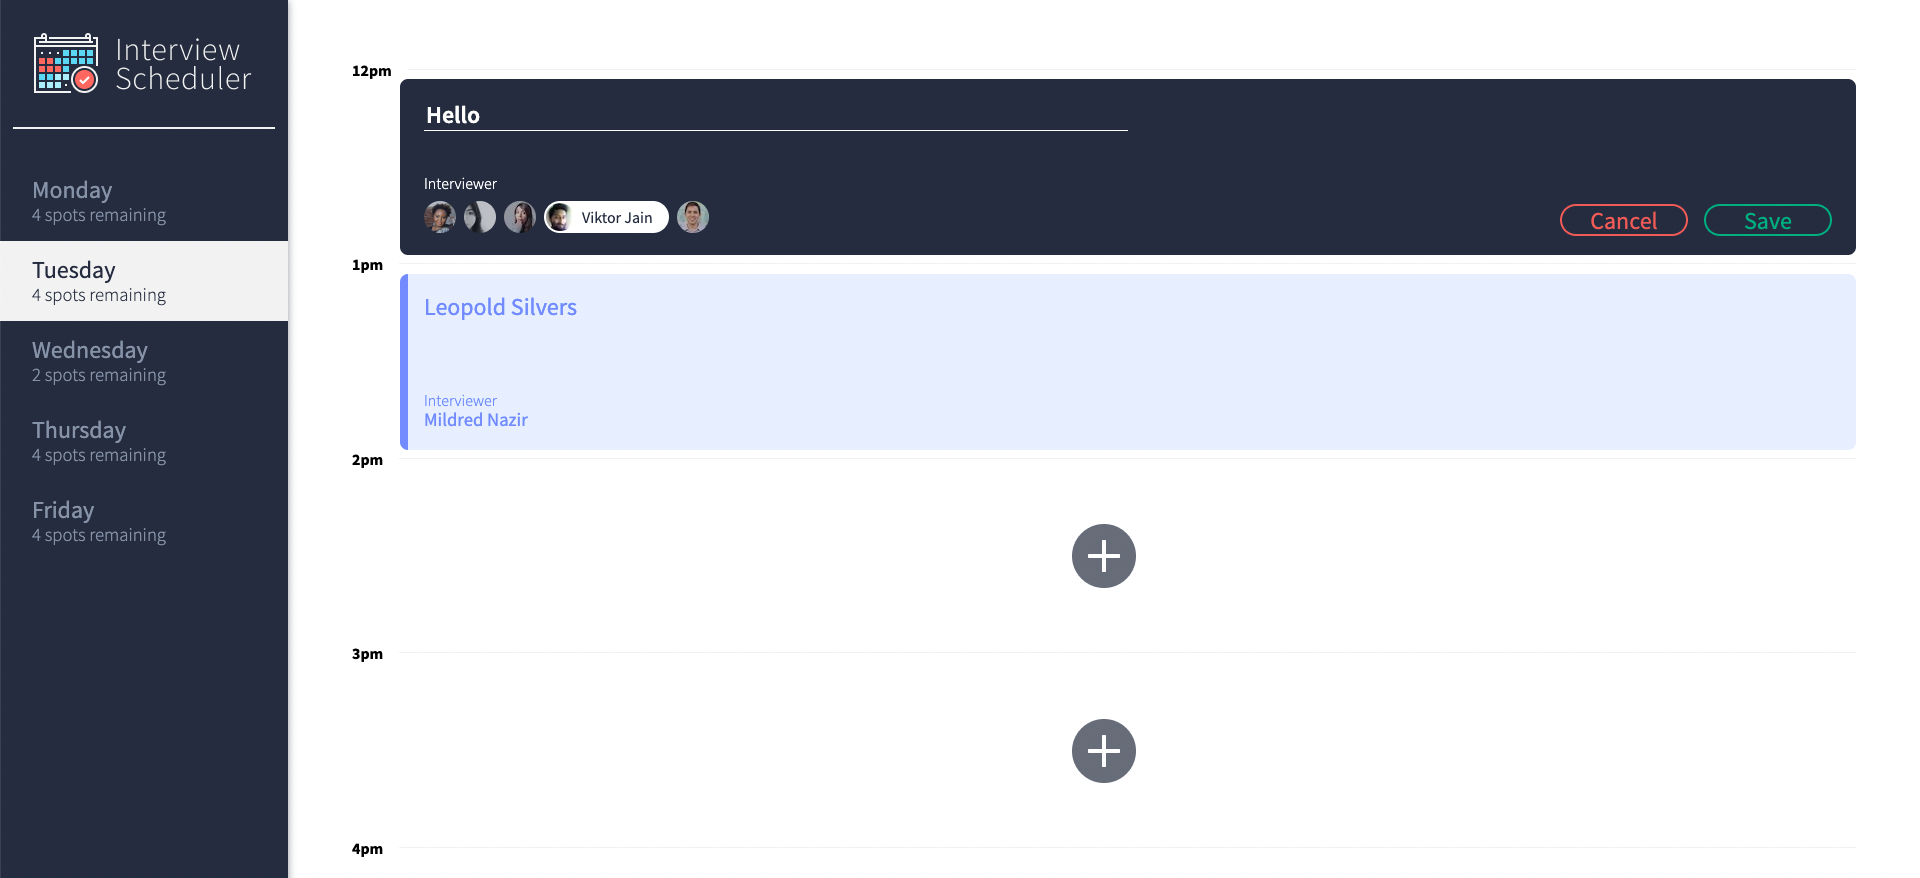 Interview
Scheduler
Monday
4 spots remaining
Tuesday
4 spots remaining
Wednesday
2 spots remaining
Thursday
4 spots remaining
Friday
4 spots remaining
12pm
Hello
Interviewer
Viktor Jain
Cancel
Save
1pm
Leopold Silvers
Interviewer
Mildred Nazir
2pm
3pm
4pm